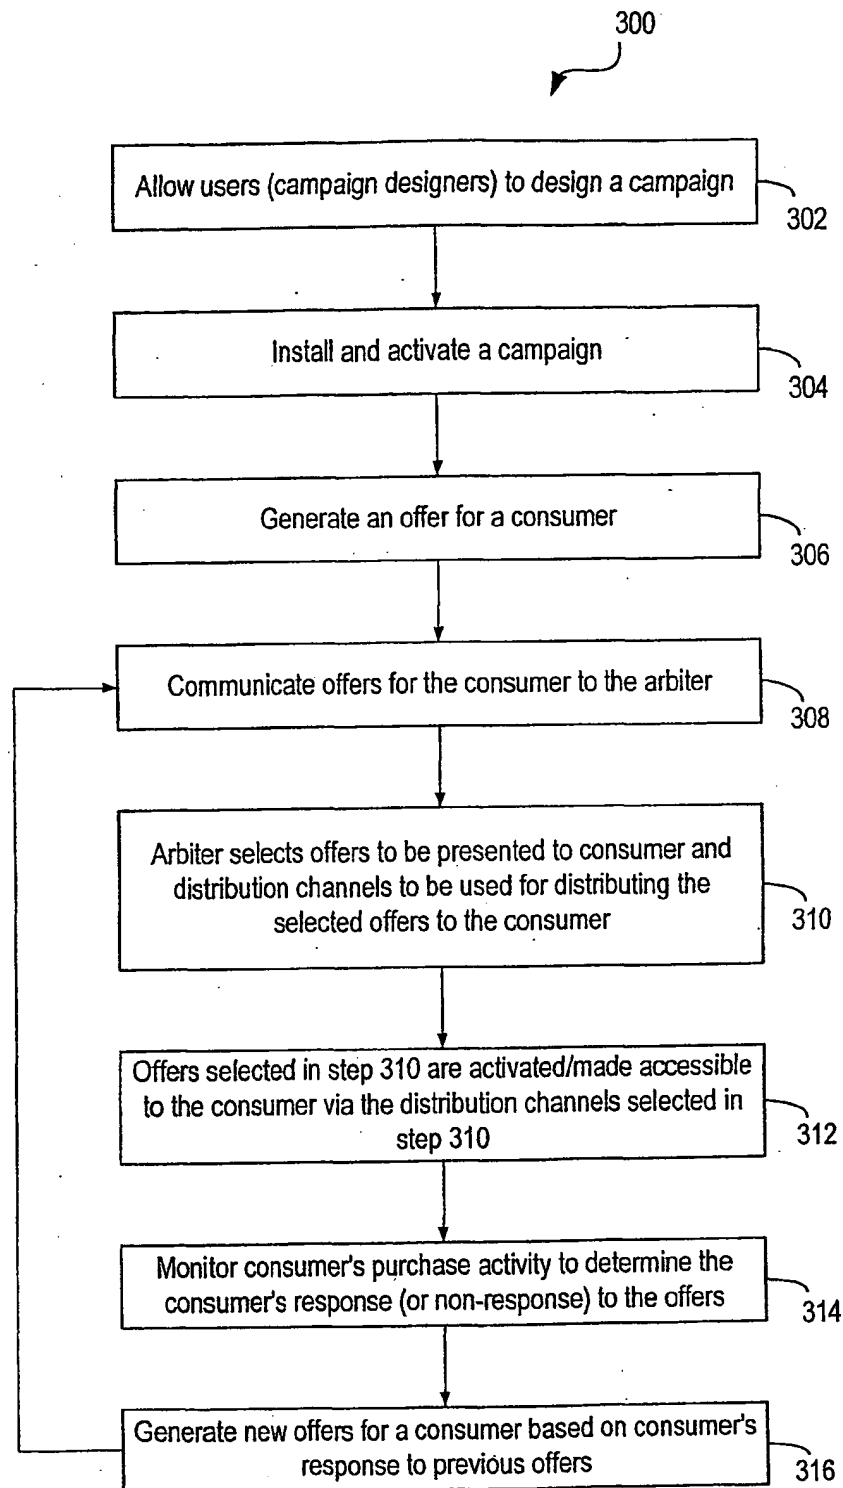 300
Allow users (campaign designers) to design a campaign
302
Install and activate a campaign
304
Generate an offer for a consumer
306
Communicate offers for the consumer to the arbiter
308
Arbiter selects offers to be presented to consumer and
distribution channels to be used for distributing the
selected offers to the consumer
310
Offers selected in step 310 are activated/made accessible
to the consumer via the distribution channels selected in
step 310
312
Monitor consumer's purchase activity to determine the
consumer's response (or non-response) to the offers
314
Generate new offers for a consumer based on consumer's
response to previous offers
316